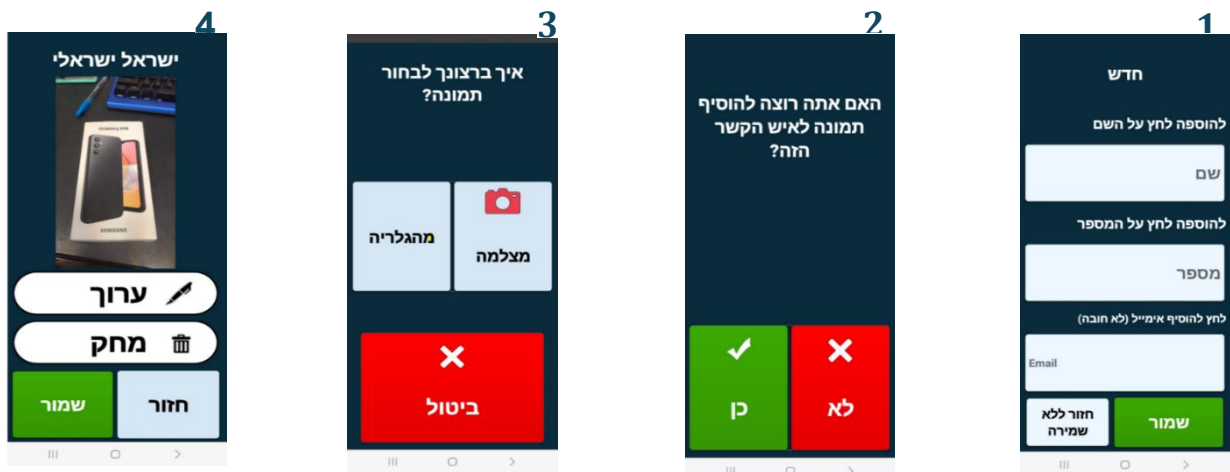 1
חדש
להוספה לחץ על השם
שם
להוספה לחץ על המספר
מספר
לחץ להוסיף אימייל (לא חובה)
Email
שמור
חזור ללא
שמירה
2
האם אתה רוצה להוסיף
תמונה לאיש הקשר
הזה?
לא
כן
3
איך ברצונך לבחור
תמונה?
מצלמה
מהגלריה
ביטול
4
ישראל ישראלי
SAMSUNG
ערוך
מחק
חזור
שמור